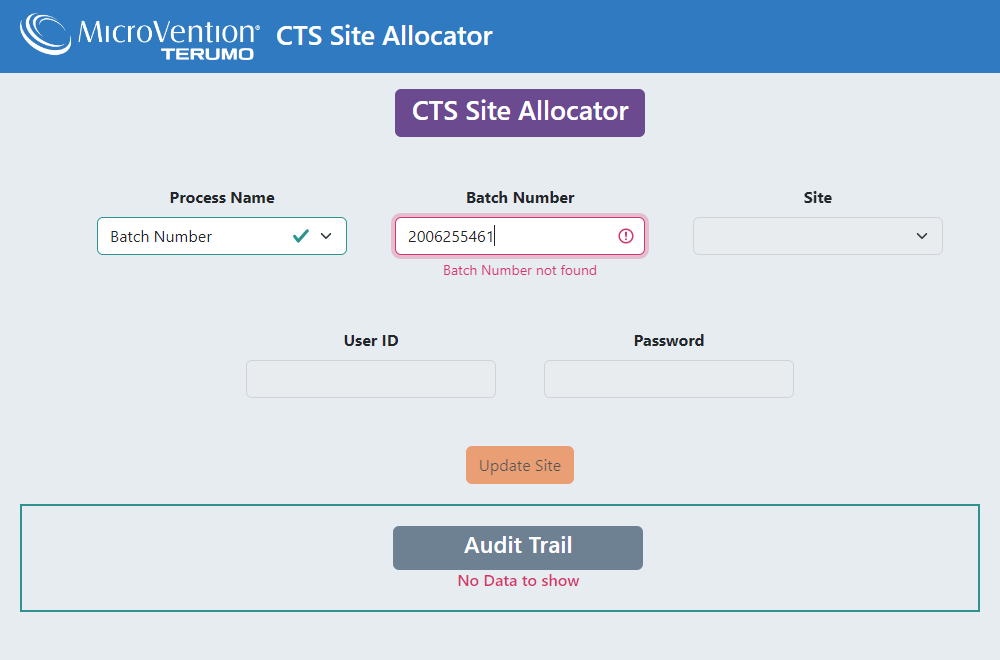 MicroVention®
TERUMO
CTS Site Allocator
CTS Site Allocator
Process Name
Batch Number
Site
Batch Number
2006255461
Batch Number not found
User ID
Password
Update Site
Audit Trail
No Data to show